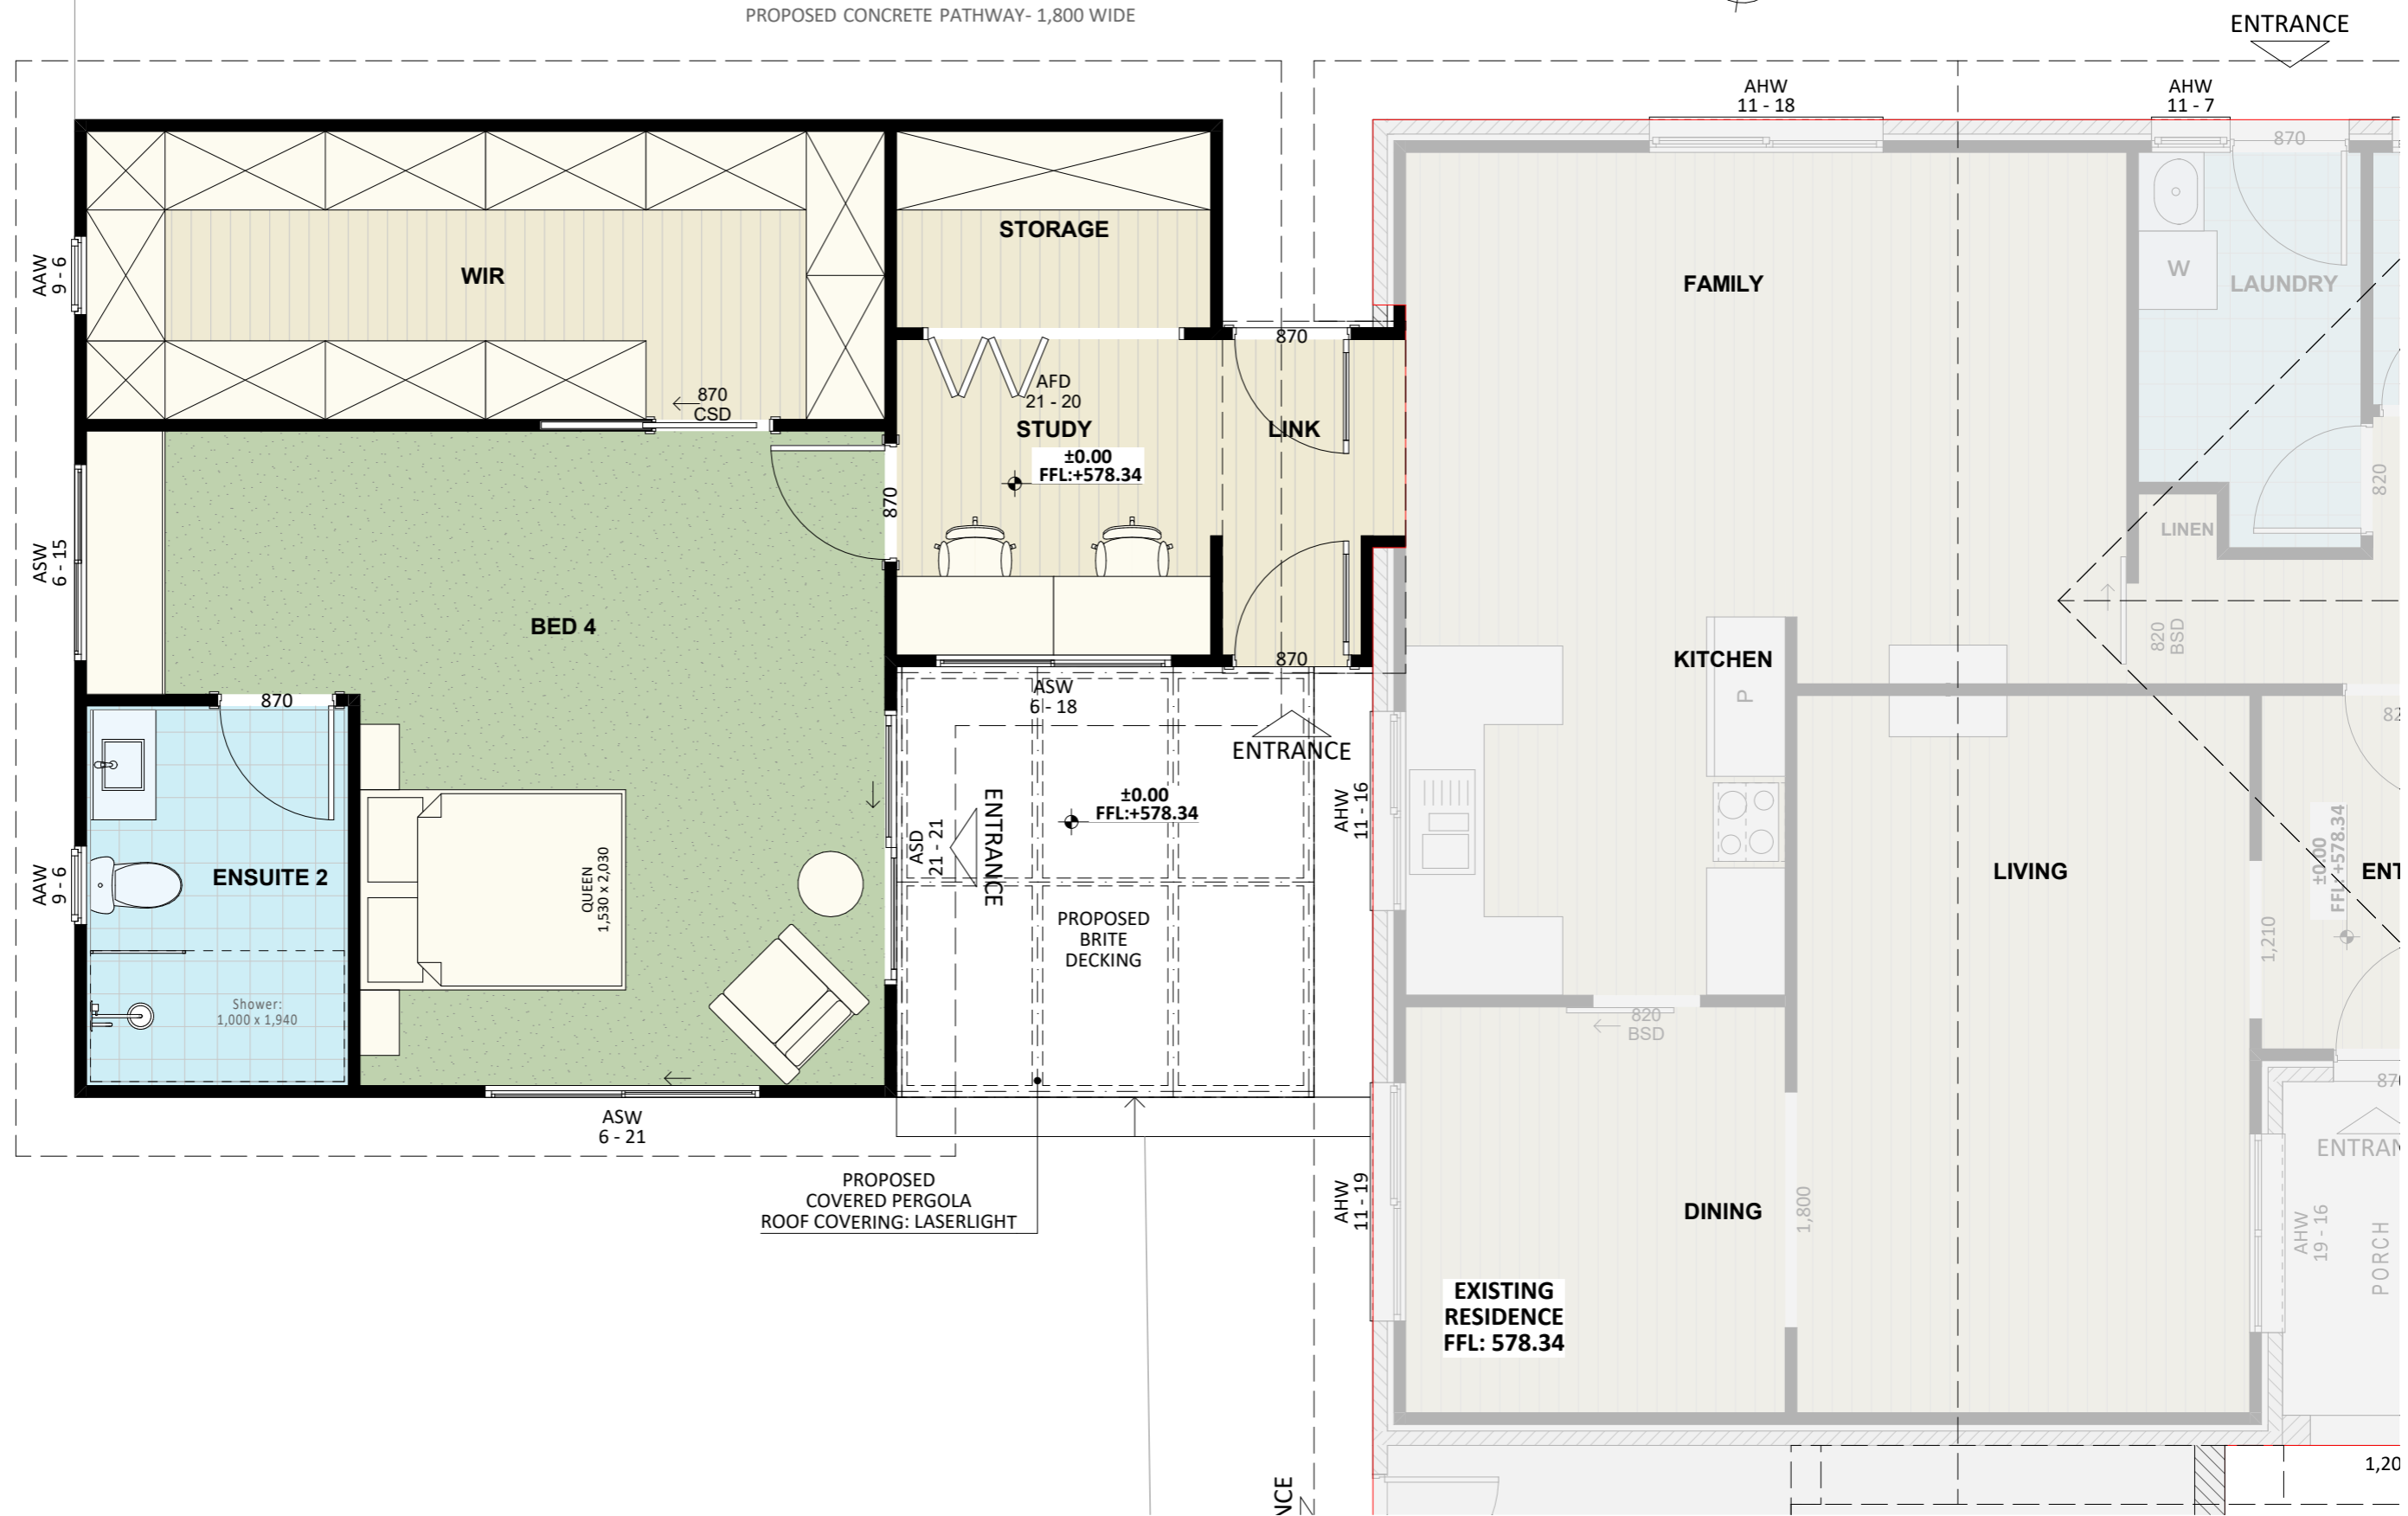 PROPOSED CONCRETE PATHWAY- 1,800 WIDE
ENTRANCE
AHW
11 - 18
AHW
11 - 7
870
STORAGE
WIR
AAW
9 - 6
FAMILY
W
LAUNDRY
870
870
CSD
AFD
21 - 20
STUDY
LINK
±0.00
FFL:+578.34
870
820
ASW
6 - 15
LINEN
BED 4
820
BSD
KITCHEN
870
ASW
6 - 18
P
870
ENTRANCE
ENTRANCE
ASD
21 - 21
±0.00
FFL:+578.34
AHW
11 - 16
±0.00
FFL:+578.34
AAW
9 - 6
ENSUITE 2
QUEEN
1,530 x 2,030
LIVING
PROPOSED
BRITE
DECKING
1,210
Shower:
1,000 x 1,940
820
BSD
ASW
6 - 21
PROPOSED
COVERED PERGOLA
ROOF COVERING: LASERLIGHT
AHW
11 - 19
DINING
1,800
AHW
19 - 16
PORCH
EXISTING
RESIDENCE
FFL: 578.34